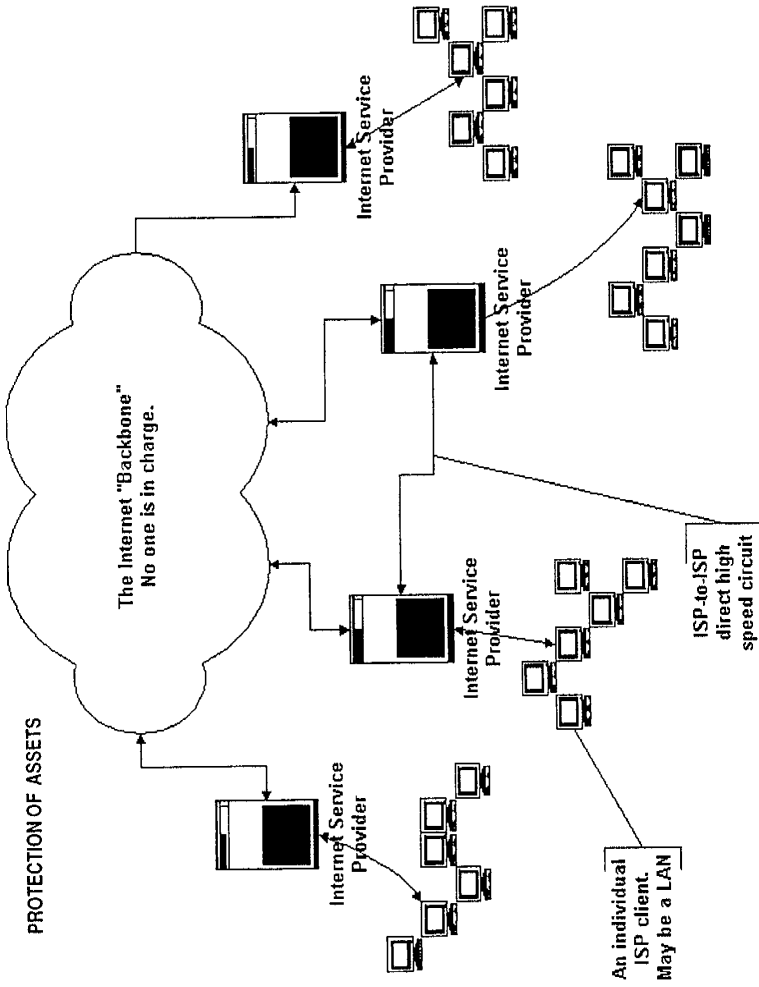 PROTECTION OF ASSETS
The Internet "Backbone"
No one is in charge.
Internet Service
Provider
Internet Service
Provider
Internet Service
Provider
Internet Service
Provider
An individual
ISP client.
May be a LAN
ISP-to-ISP
direct high
speed circuit